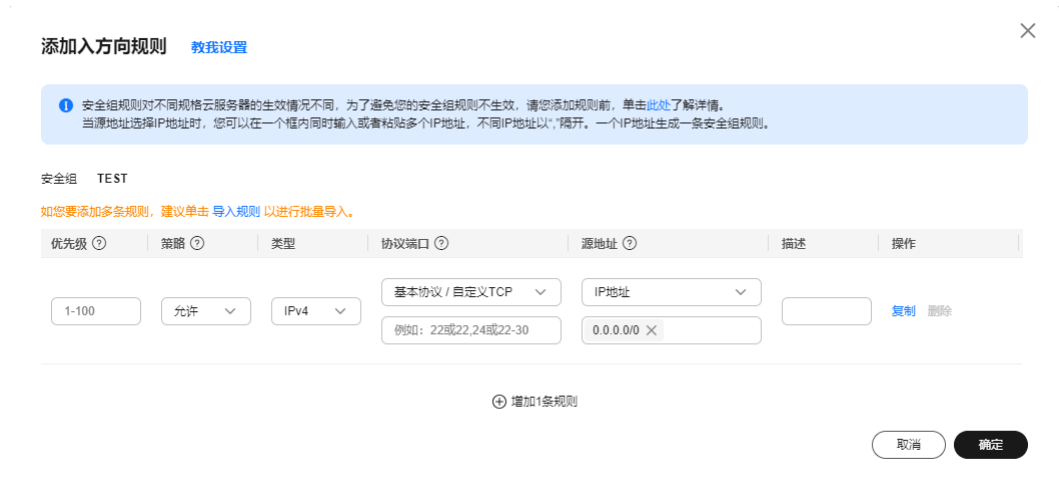 添加入方向规则 教我设置
安全组规则对不同规格云服务器的生效情况不同，为了避免您的安全组规则不生效，请您添加规则前，单击此处了解详情。
当源地址选择IP地址时，您可以在一个框内同时输入或者粘贴多个IP地址，不同IP地址以“,”隔开。一个IP地址生成一条安全组规则。
安全组 TEST
如您要添加多条规则，建议单击 导入规则 以进行批量导入。
优先级 ? 策略 ? 类型 协议端口 ? 源地址 ? 描述 操作
基本协议 / 自定义TCP IP地址
1-100 允许 IPv4 复制 删除
例如：22或22,24或22-30 0.0.0.0/0
增加1条规则
取消 确定